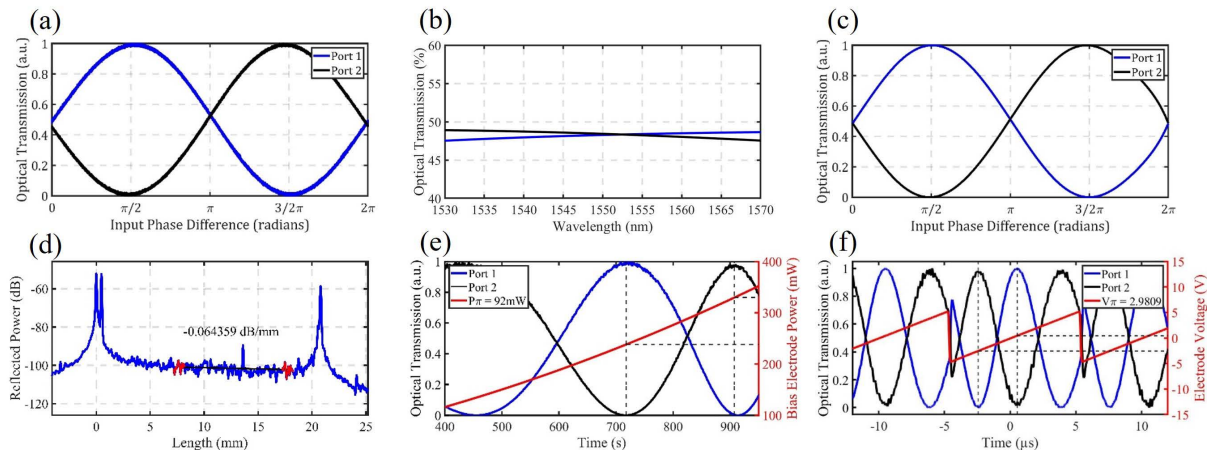 (a)
Optical Transmission (a.u.)
1
0.8
0.6
0.4
0.2
0
Port 1
Port 2
0 π/2 π 3/2π 2π
Input Phase Difference (radians)
(b)
Optical Transmission (%)
60
55
50
48
46
44
42
40
1530 1535 1540 1545 1550 1555 1560 1565 1570
Wavelength (nm)
(c)
Optical Transmission (a.u.)
1
0.8
0.6
0.4
0.2
0
Port 1
Port 2
0 π/2 π 3/2π 2π
Input Phase Difference (radians)
(d)
Reflected Power (dB)
-60
-80
-100
-120
-0.064359 dB/mm
0 5 10 15 20 25
Length (mm)
(e)
Optical Transmission (a.u.)
1
0.8
0.6
0.4
0.2
0
Port 1
Port 2
Pπ = 92mW
400
300
200
100
Bias Electrode Power (mW)
400 500 600 700 800 900
Time (s)
(f)
Optical Transmission (a.u.)
1
0.8
0.6
0.4
0.2
0
Port 1
Port 2
Vπ = 2.9809
15
10
5
0
-5
-10
-15
Electrode Voltage (V)
-10 -5 0 5 10
Time (µs)